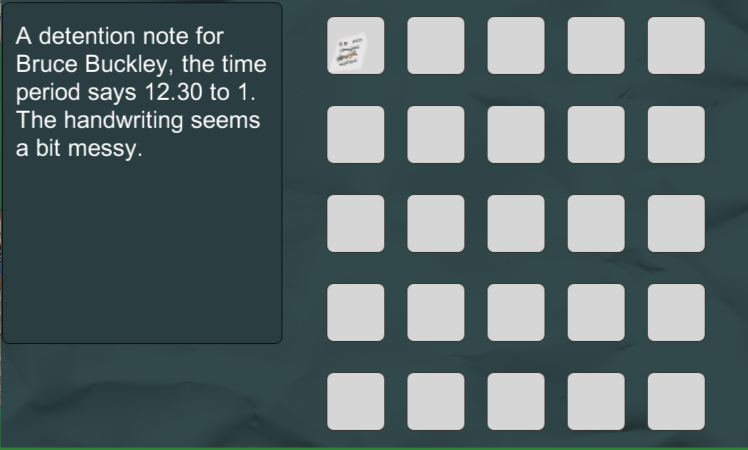 A detention note for
Bruce Buckley, the time
period says 12.30 to 1.
The handwriting seems
a bit messy.